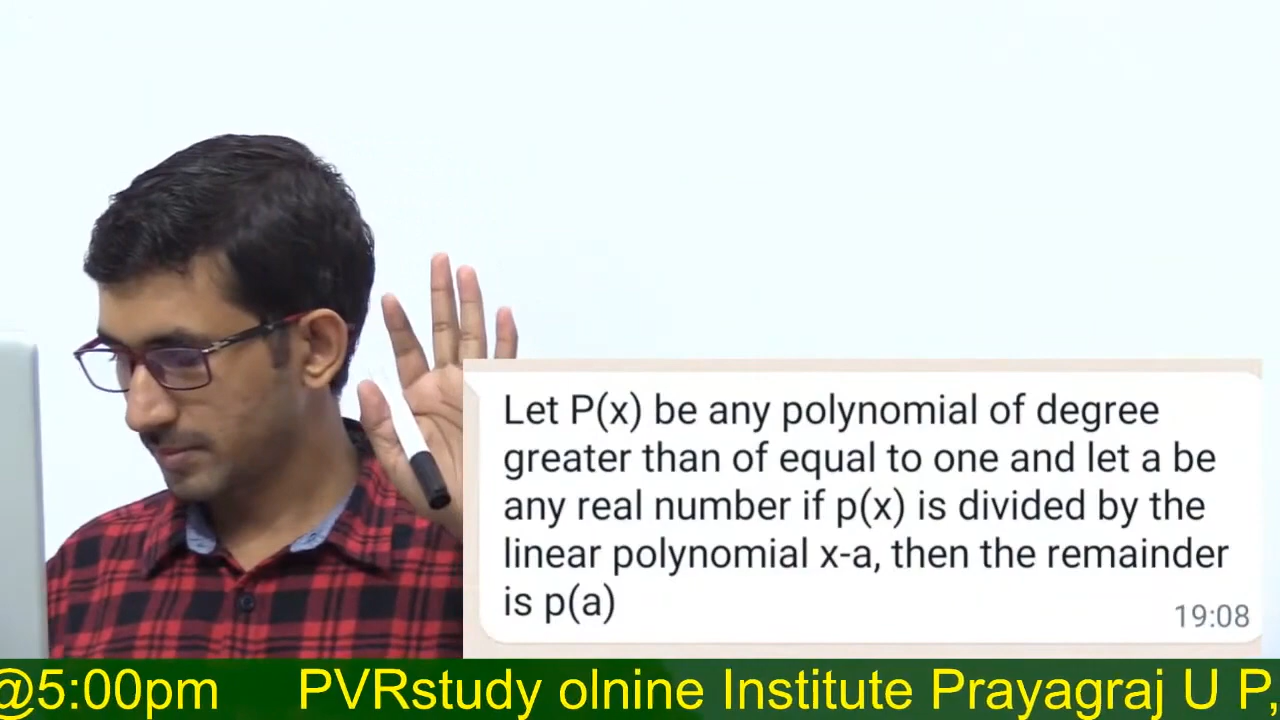 Let P(x) be any polynomial of degree
greater than of equal to one and let a be
any real number if p(x) is divided by the
linear polynomial x-a, then the remainder
is p(a)
19:08
@5:00pm PVRstudy olnine Institute Prayagraj U P,